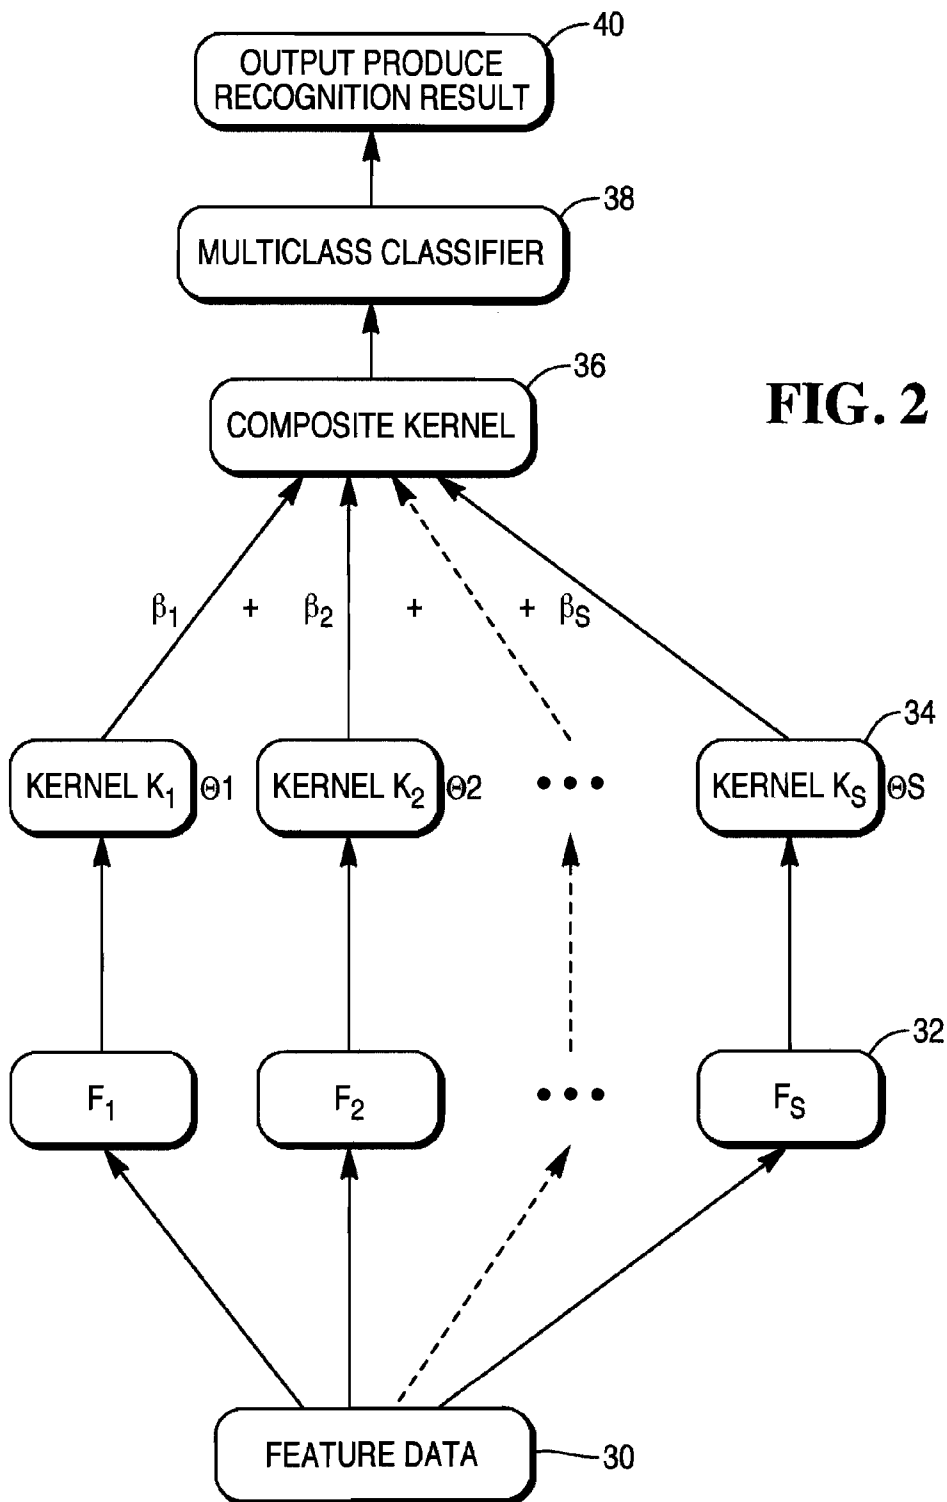 40
OUTPUT PRODUCE
RECOGNITION RESULT
38
MULTICLASS CLASSIFIER
36
COMPOSITE KERNEL
FIG. 2
β₁ + β₂ + + βS
34
KERNEL K₁ Θ1 KERNEL K₂ Θ2 ••• KERNEL KS ΘS
32
F₁ F₂ ••• FS
FEATURE DATA 30